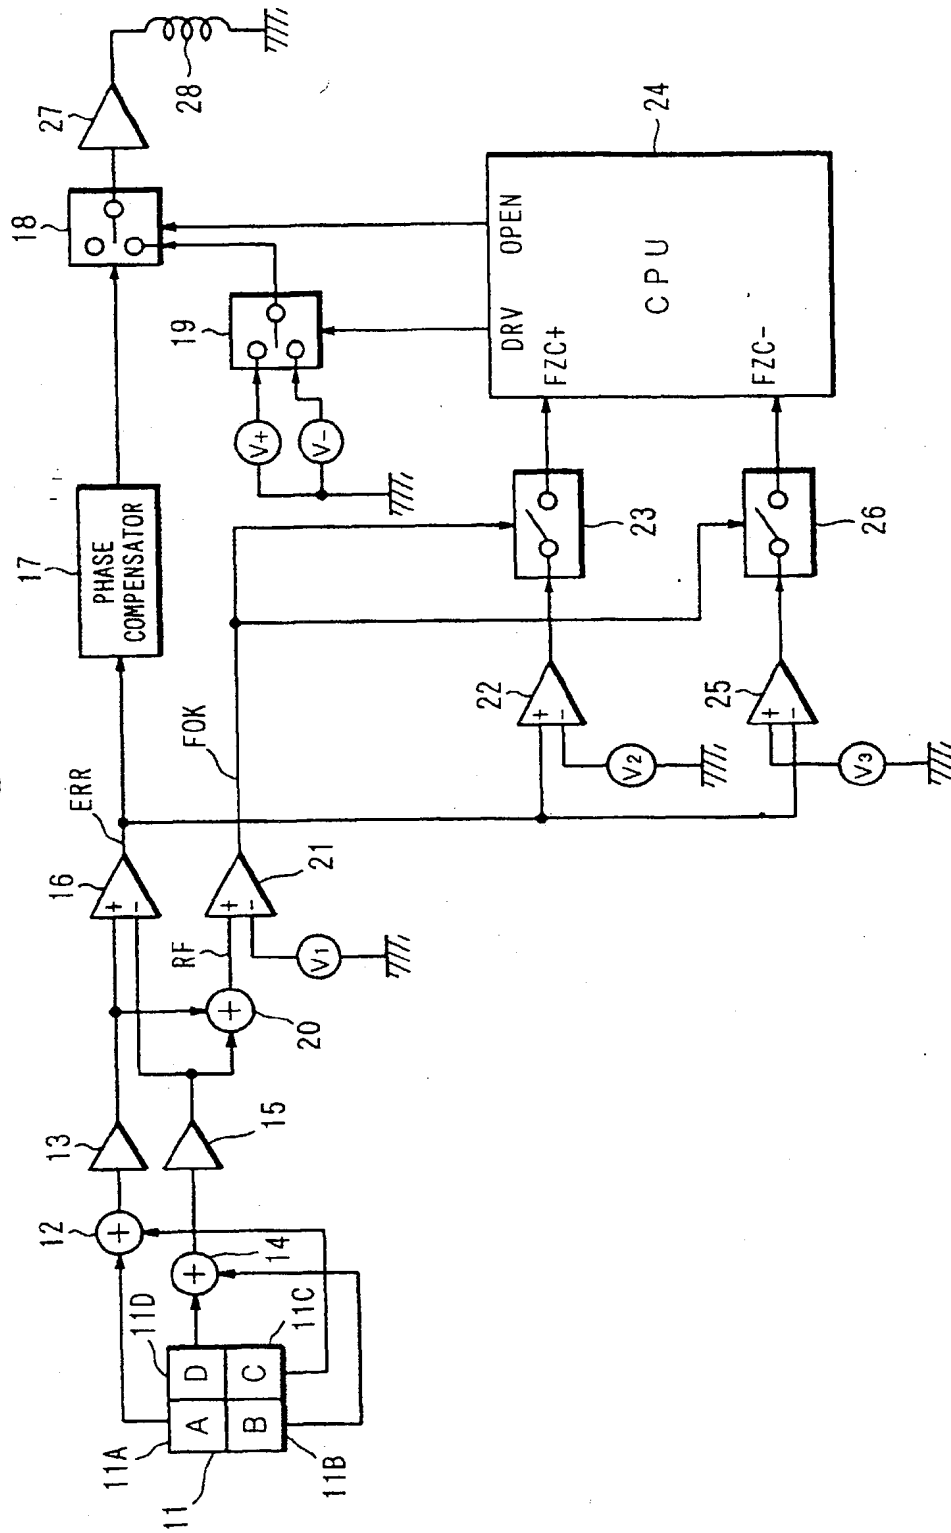 11
11A
11B
11C
11D
A
D
B
C
12
+
13
14
+
15
16
+
-
ERR
20
+
RF
V1
21
+
-
FOK
17
PHASE
COMPENSATOR
18
19
V+
V-
27
28
22
+
-
V2
23
25
+
-
V3
26
24
CPU
DRV
OPEN
FZC+
FZC-